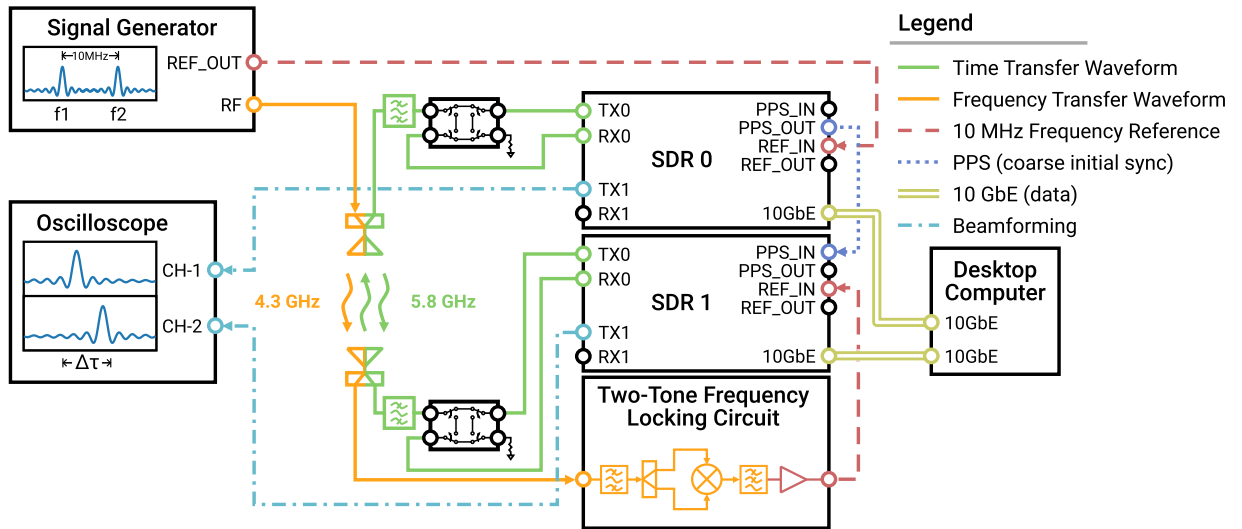 Signal Generator
10MHz
f1
f2
REF_OUT
RF
Oscilloscope
CH-1
CH-2
Δτ
4.3 GHz
5.8 GHz
SDR 0
TX0
RX0
TX1
RX1
PPS_IN
PPS_OUT
REF_IN
REF_OUT
10GbE
SDR 1
TX0
RX0
TX1
RX1
PPS_IN
PPS_OUT
REF_IN
REF_OUT
10GbE
Two-Tone Frequency
Locking Circuit
Legend
Time Transfer Waveform
Frequency Transfer Waveform
10 MHz Frequency Reference
PPS (coarse initial sync)
10 GbE (data)
Beamforming
Desktop
Computer
10GbE
10GbE